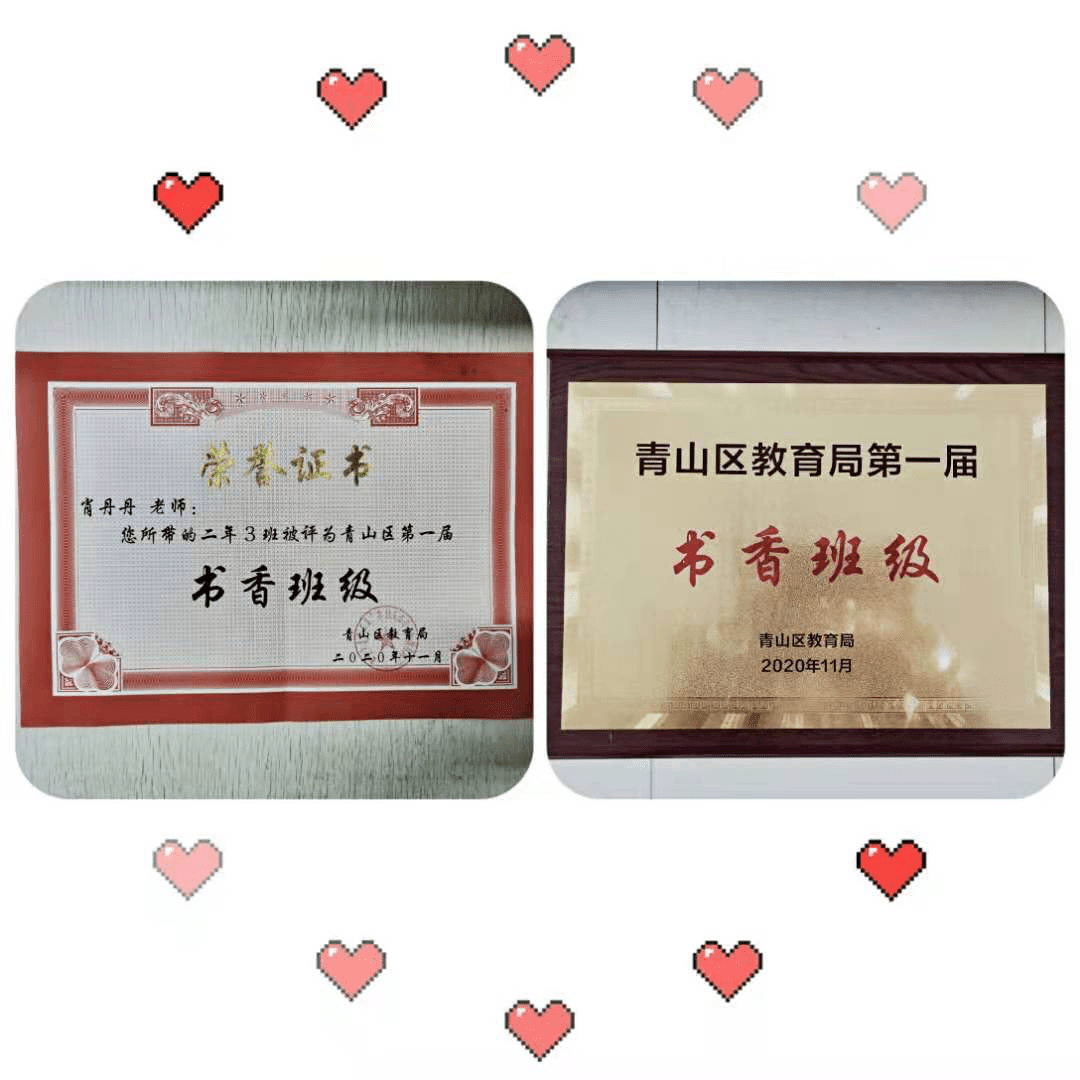 荣誉证书
肖丹丹 老师：
您所带的二年3班被评为青山区第一届
书香班级
青山区教育局
二〇二〇年十一月
青山区教育局第一届
书香班级
青山区教育局
2020年11月